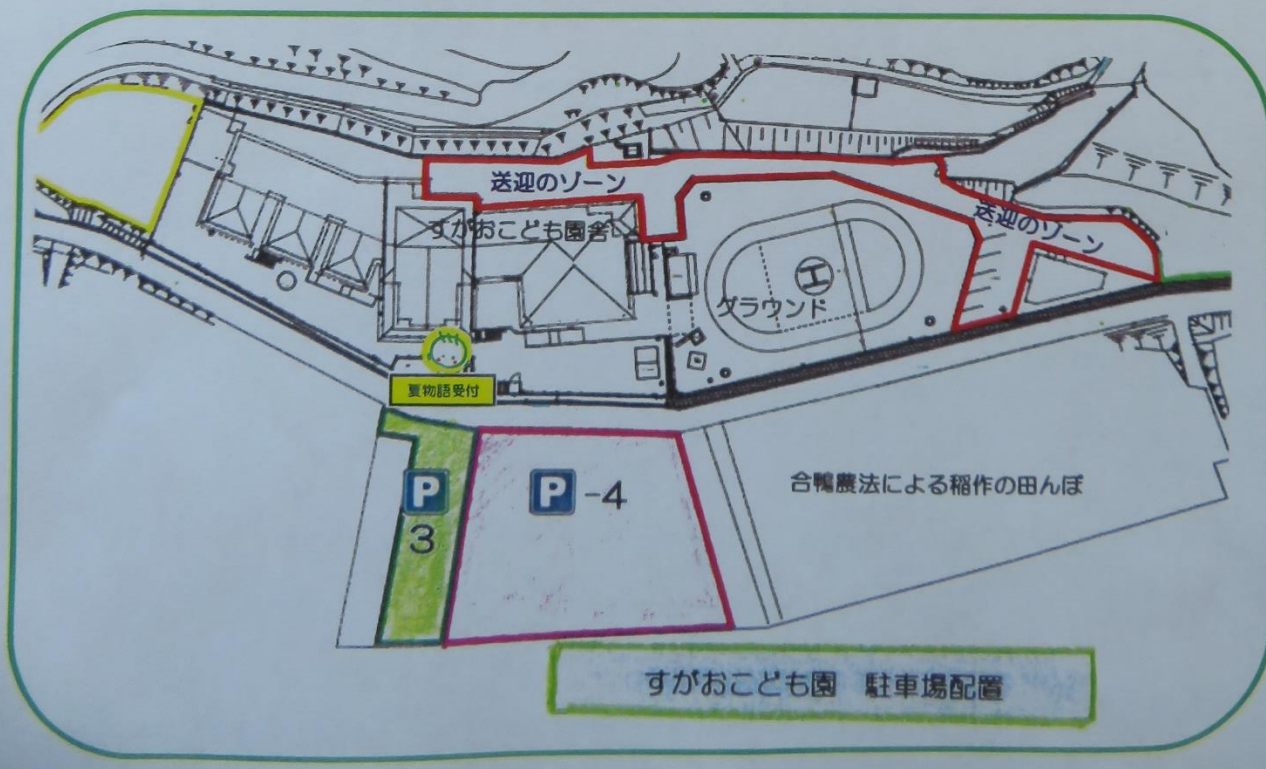 送迎のゾーン
送迎のゾーン
すがおこども園舎
工
グラウンド
夏物語受付
P
3
P -4
合鴨農法による稲作の田んぼ
すがおこども園 駐車場配置